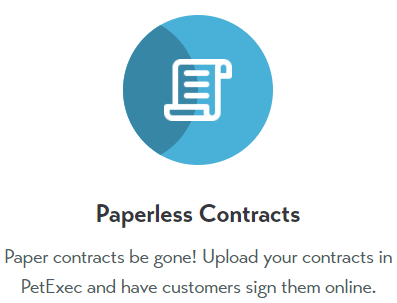 Paperless Contracts
Paper contracts be gone! Upload your contracts in
PetExec and have customers sign them online.